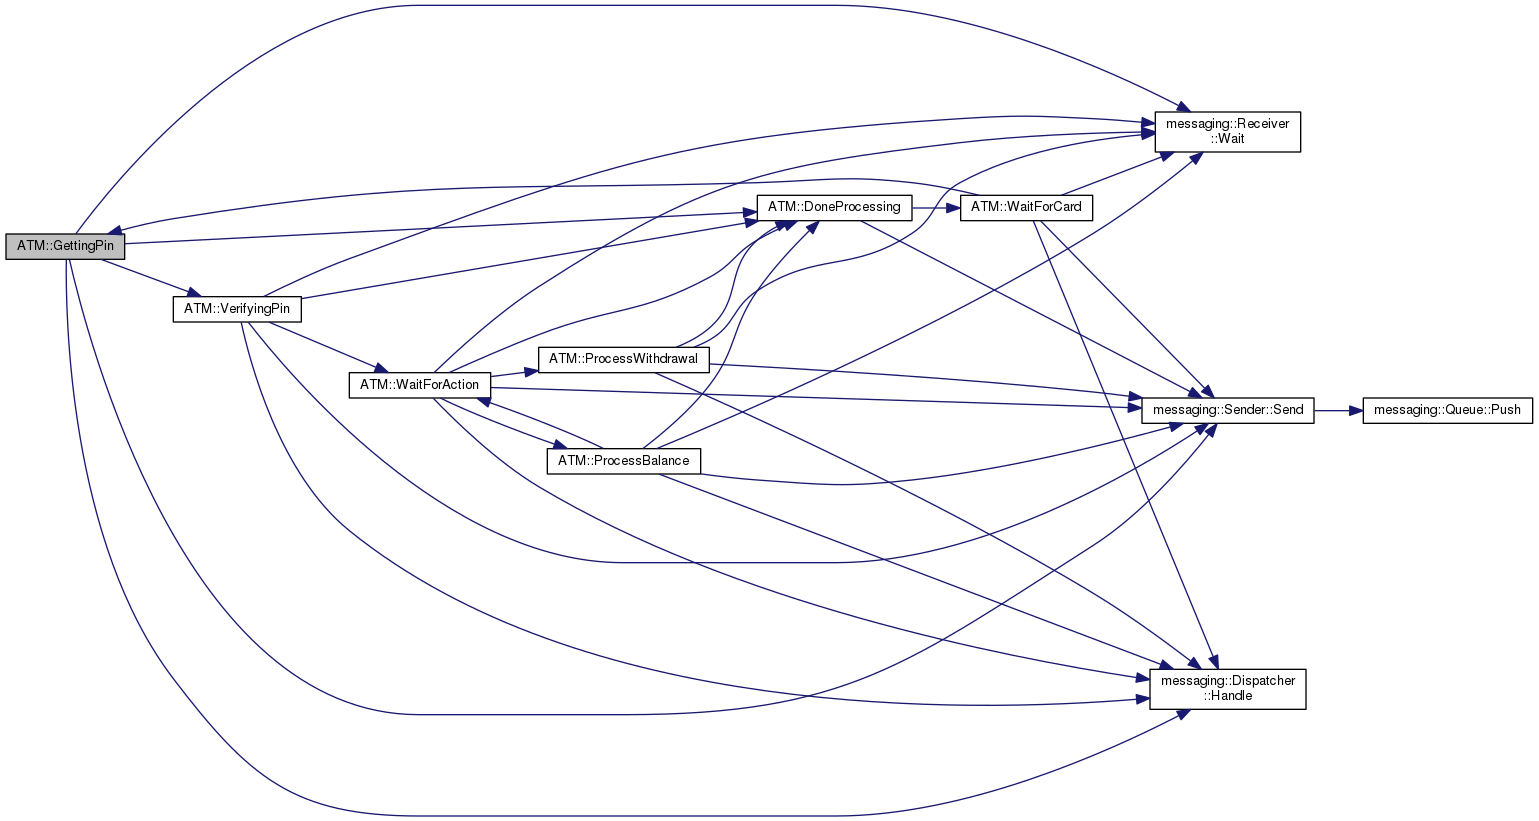 messaging::Receiver
::Wait
ATM::DoneProcessing
ATM::WaitForCard
ATM::GettingPin
ATM::VerifyingPin
ATM::ProcessWithdrawal
ATM::WaitForAction
messaging::Sender::Send
messaging::Queue::Push
ATM::ProcessBalance
messaging::Dispatcher
::Handle